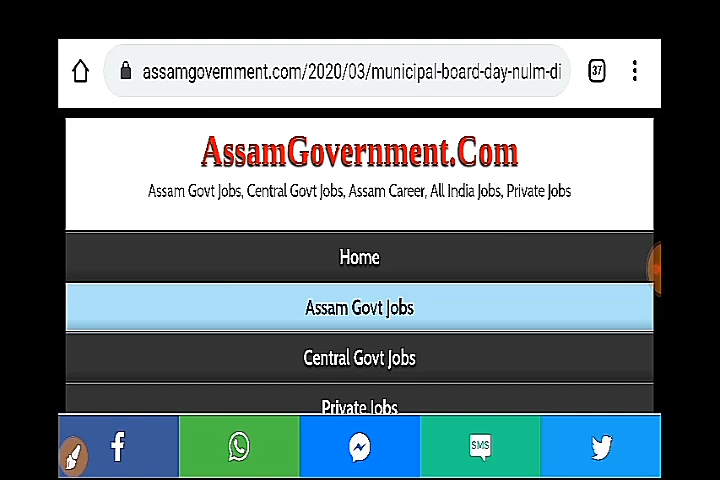 assamgovernment.com/2020/03/municipal-board-day-nulm-di
37
AssamGovernment.Com
Assam Govt Jobs, Central Govt Jobs, Assam Career, All India Jobs, Private Jobs
Home
Assam Govt Jobs
Central Govt Jobs
Private Jobs
SMS